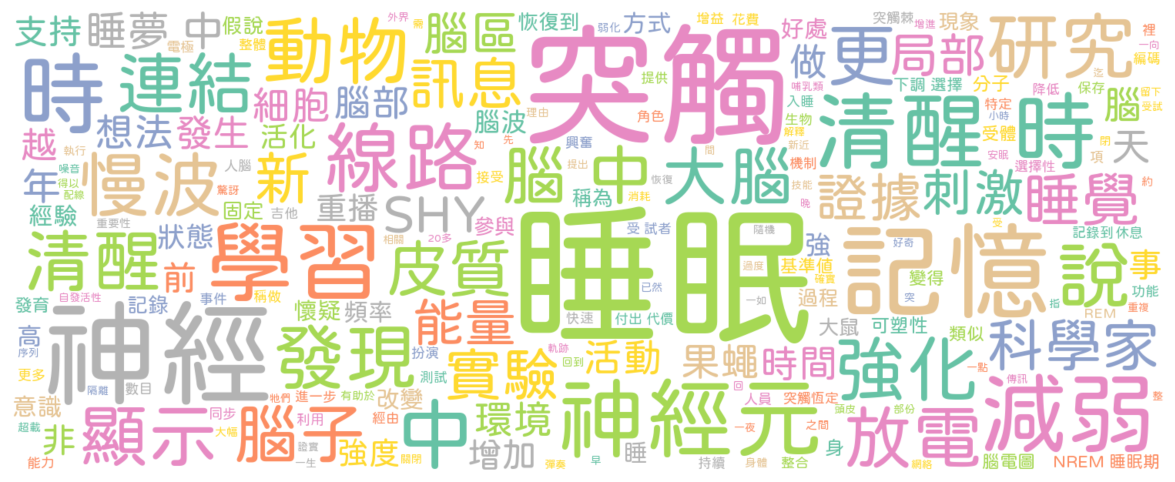 支持 睡夢 中 假說 動物 腦區 恢復到 方式 增益 花費 好處 突觸棘 現象 增進 裡 一向
外界 弱化 電極 整體 南 編碼
時 連結 訊息 突觸 提供 做 更 局部 研究
細胞 腦部 腦波 角色 哺乳類 入睡 下調 選擇 分子 降低 保存 腦 留下 受試
越 想法 發生 活化 理由 興奮 生物 解釋 清醒 時 特定 小時 受體 迄
年 執行 噪音 得以 配線 慢波 人腦 新 線路 知 先 提出 接受 腦 中 間 恢復 大腦 機制 技能 新近 安眠 選擇性 項 閉 天
驚訝 固定 吉他 重播 SHY 稱為 消耗 晚 證據 刺激 睡覺 約
經驗 重要性 狀態 參與 受 試者 隨機 強 好奇 受 記錄到 休息
清醒 前 學習 相關 20多 皮質 睡眠 過度 基準值 確實 記憶 變得 說 事 功能
發育 自發活性 記錄 事件 稱做 懷疑 頻率 能量 已然 一如 過程 突 指 REM 重複
高 序列 神經 發現 扮演 快速 付出 代價 大鼠 可塑性 類似 科學家
更多 隔離 數目 測試 實驗 軌跡 回到 活動 果蠅 時間 強化 一點 傳訊
意識 牠們 進一步 有助於 改變 回 人員 突觸恆定 減弱 整
超載 非 顯示 同步 大幅 腦子 利用 經由 中 環境 神經元 頭皮 部份 一夜 之間 放電
能力 一生 證實 強度 關閉 增加 彈奏 早 睡 持續 身體 整合 身 網絡 腦電圖 NREM 睡眠期